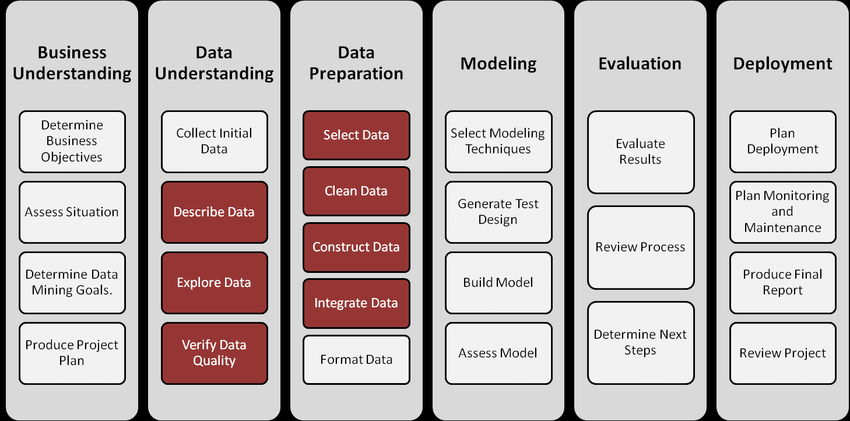 Business
Understanding
Determine
Business
Objectives
Assess Situation
Determine Data
Mining Goals.
Produce Project
Plan
Data
Understanding
Collect Initial
Data
Describe Data
Explore Data
Verify Data
Quality
Data
Preparation
Select Data
Clean Data
Construct Data
Integrate Data
Format Data
Modeling
Select Modeling
Techniques
Generate Test
Design
Build Model
Assess Model
Evaluation
Evaluate
Results
Review Process
Determine Next
Steps
Deployment
Plan
Deployment
Plan Monitoring
and
Maintenance
Produce Final
Report
Review Project